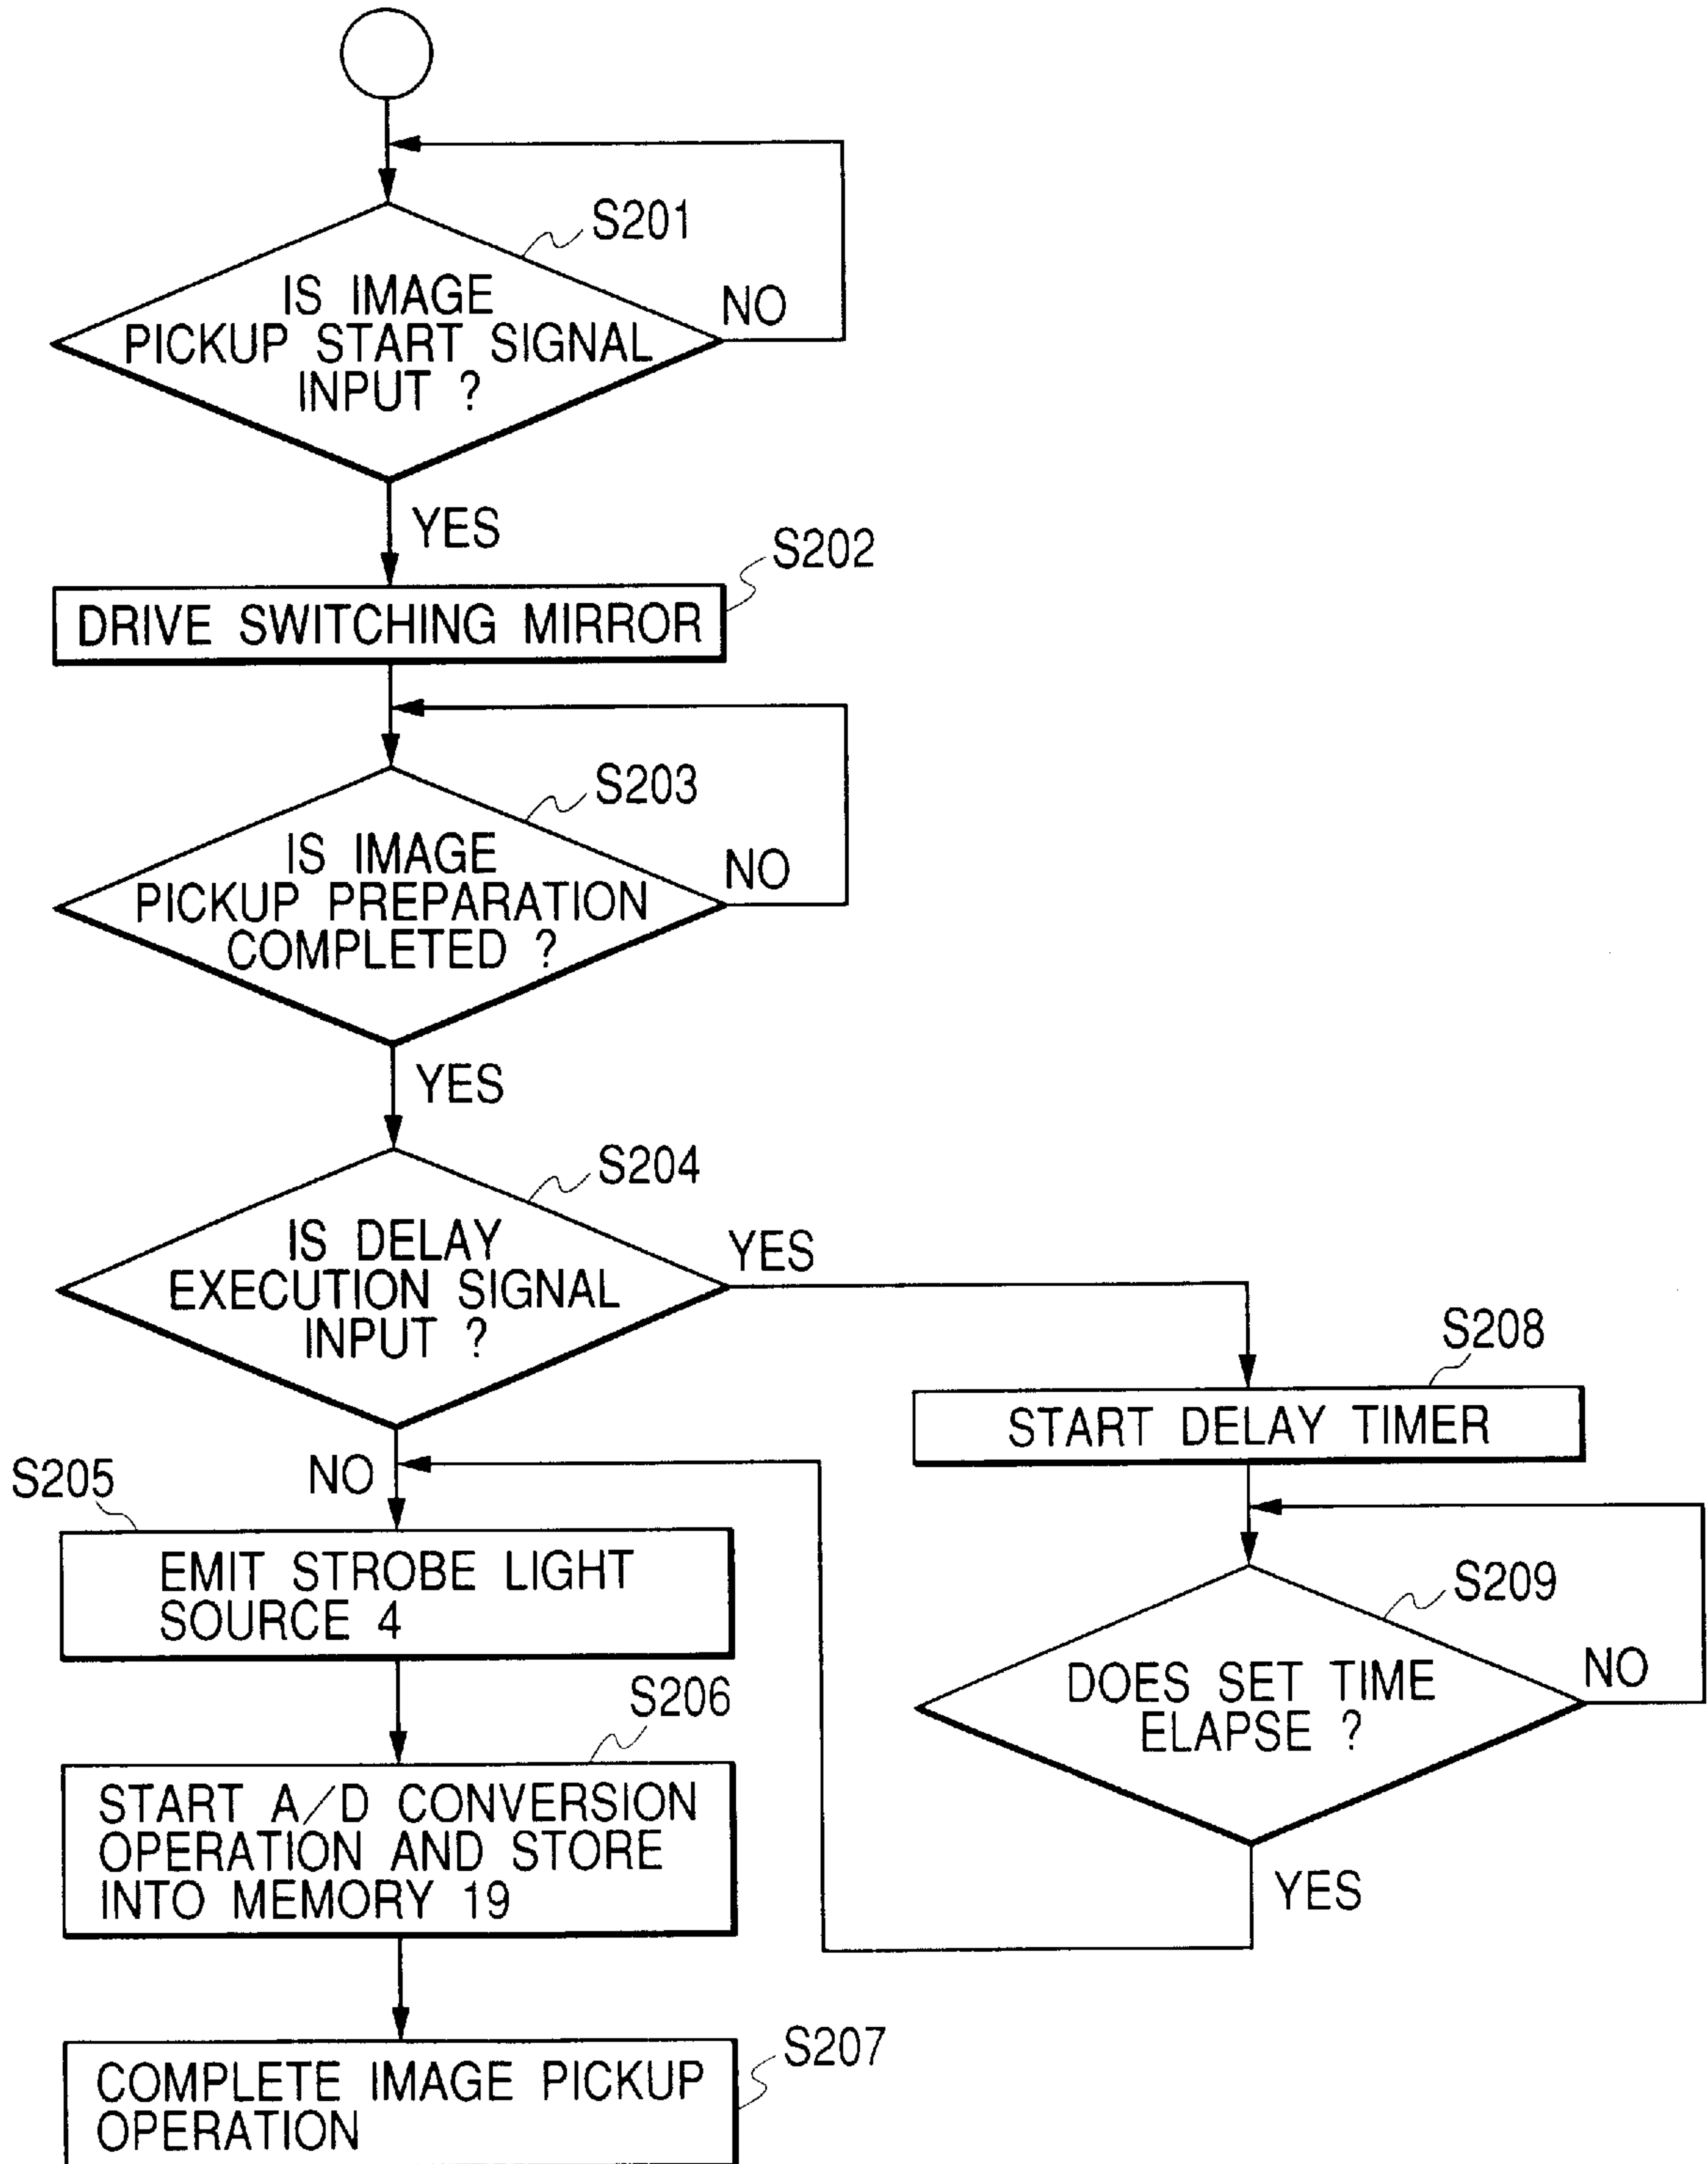 S201
IS IMAGE
PICKUP START SIGNAL
INPUT ?
NO
YES
S202
DRIVE SWITCHING MIRROR
S203
IS IMAGE
PICKUP PREPARATION
COMPLETED ?
NO
YES
S204
IS DELAY
EXECUTION SIGNAL
INPUT ?
YES
NO
S208
START DELAY TIMER
S205
EMIT STROBE LIGHT
SOURCE 4
S209
DOES SET TIME
ELAPSE ?
NO
YES
S206
START A/D CONVERSION
OPERATION AND STORE
INTO MEMORY 19
S207
COMPLETE IMAGE PICKUP
OPERATION